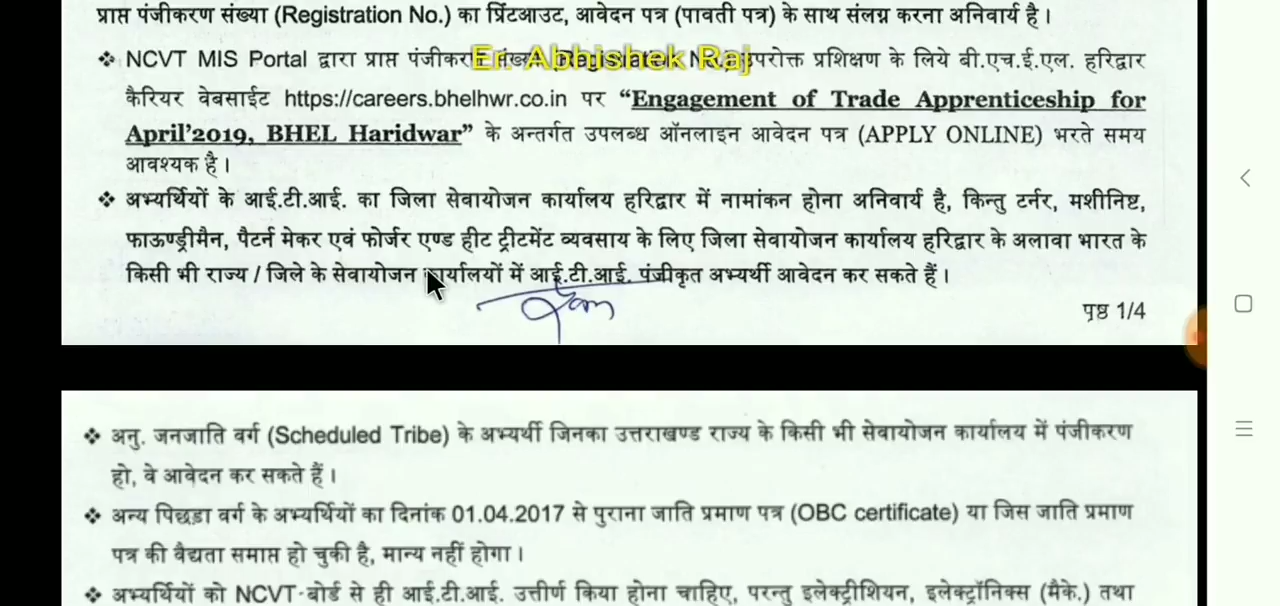 प्राप्त पंजीकरण संख्या (Registration No.) का प्रिंटआउट, आवेदन पत्र (पावती पत्र) के साथ संलग्न करना अनिवार्य है।
❖ NCVT MIS Portal द्वारा प्राप्त पंजीकरण संख्या (Registration No.) उपरोक्त प्रशिक्षण के लिये बी.एच.ई.एल. हरिद्वार
Er. Abhishek Raj
कैरियर वेबसाईट https://careers.bhelhwr.co.in पर “Engagement of Trade Apprenticeship for
April’2019, BHEL Haridwar” के अन्तर्गत उपलब्ध ऑनलाइन आवेदन पत्र (APPLY ONLINE) भरते समय
आवश्यक है।
❖ अभ्यर्थियों के आई.टी.आई. का जिला सेवायोजन कार्यालय हरिद्वार में नामांकन होना अनिवार्य है, किन्तु टर्नर, मशीनिष्ट,
फाऊण्ड्रीमैन, पैटर्न मेकर एवं फोर्जर एण्ड हीट ट्रीटमेंट व्यवसाय के लिए जिला सेवायोजन कार्यालय हरिद्वार के अलावा भारत के
किसी भी राज्य / जिले के सेवायोजन कार्यालयों में आई.टी.आई. पंजीकृत अभ्यर्थी आवेदन कर सकते हैं।
पृष्ठ 1/4
❖ अनु. जनजाति वर्ग (Scheduled Tribe) के अभ्यर्थी जिनका उत्तराखण्ड राज्य के किसी भी सेवायोजन कार्यालय में पंजीकरण
हो, वे आवेदन कर सकते हैं।
❖ अन्य पिछड़ा वर्ग के अभ्यर्थियों का दिनांक 01.04.2017 से पुराना जाति प्रमाण पत्र (OBC certificate) या जिस जाति प्रमाण
पत्र की वैद्यता समाप्त हो चुकी है, मान्य नहीं होगा।
❖ अभ्यर्थियों को NCVT-बोर्ड से ही आई.टी.आई. उत्तीर्ण किया होना चाहिए, परन्तु इलेक्ट्रीशियन, इलेक्ट्रॉनिक्स (मैके.) तथा